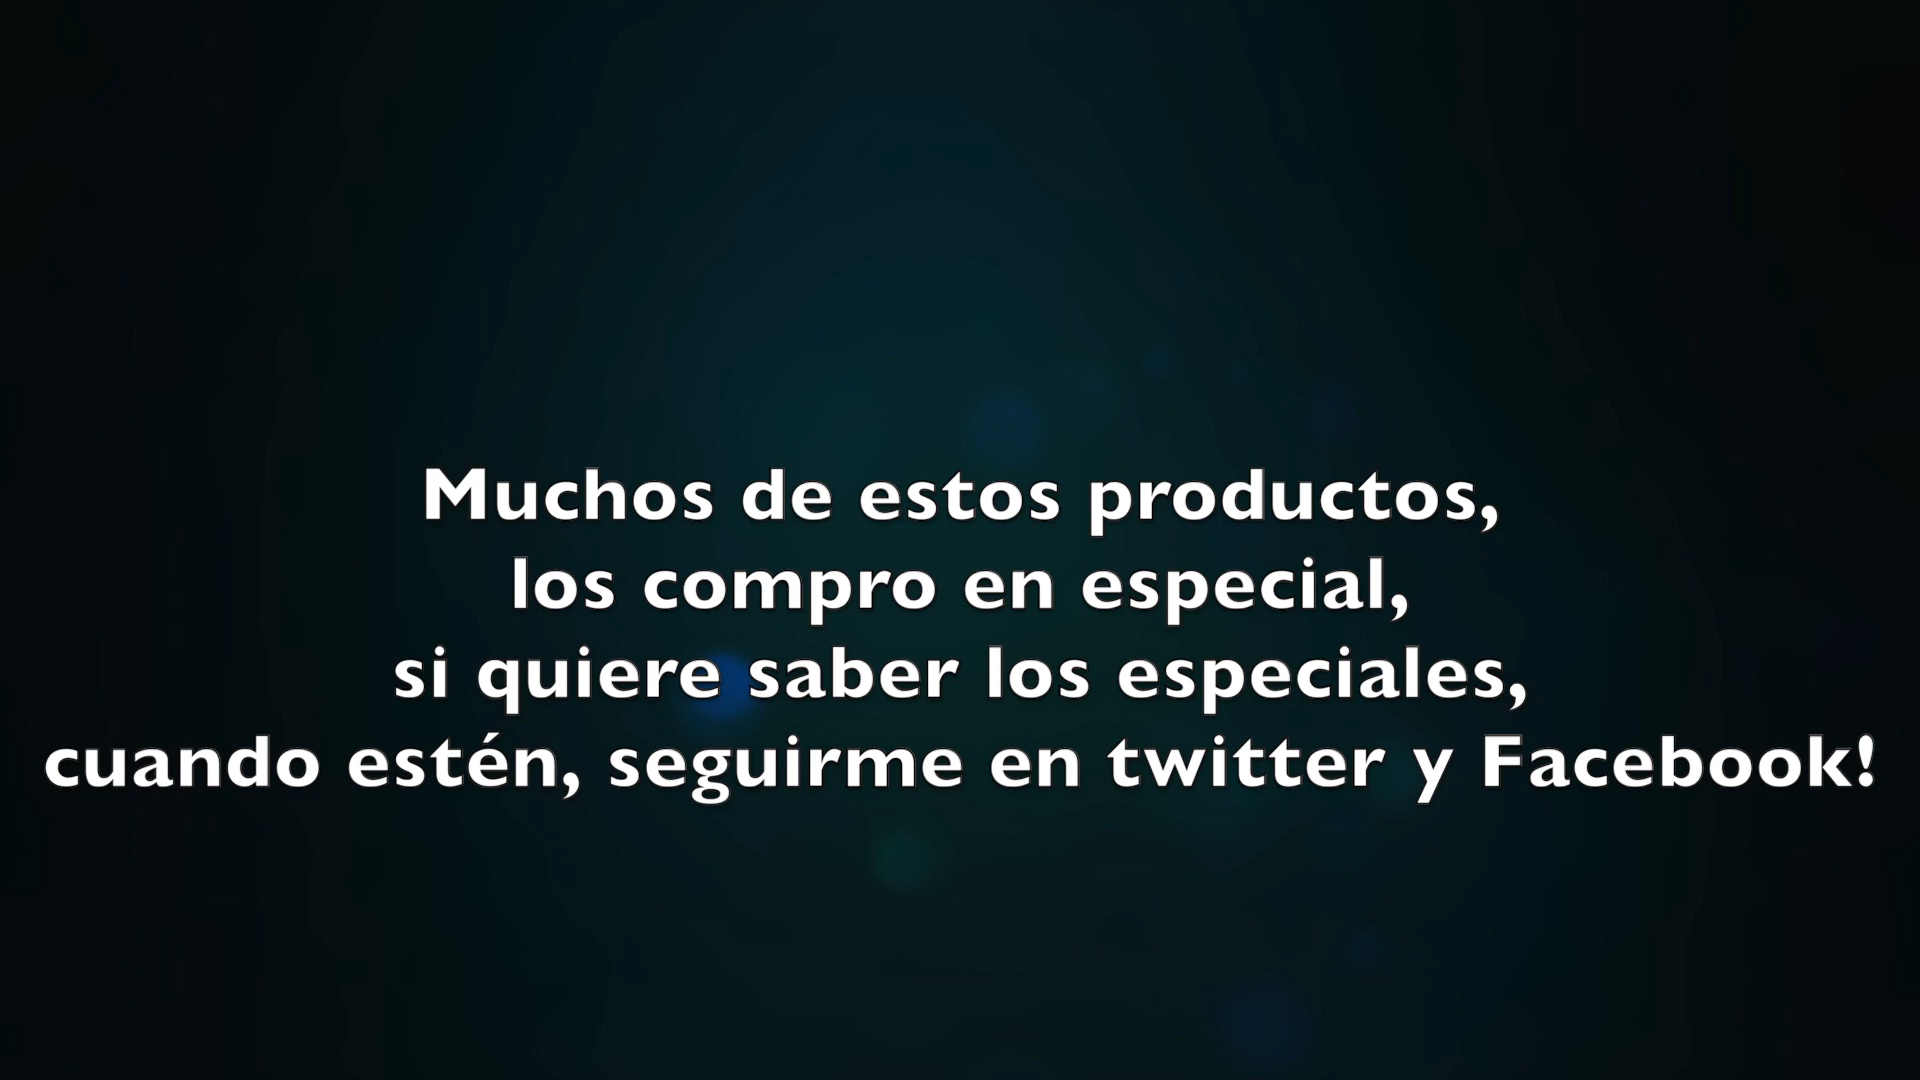 Muchos de estos productos,
los compro en especial,
si quiere saber los especiales,
cuando estén, seguirme en twitter y Facebook!